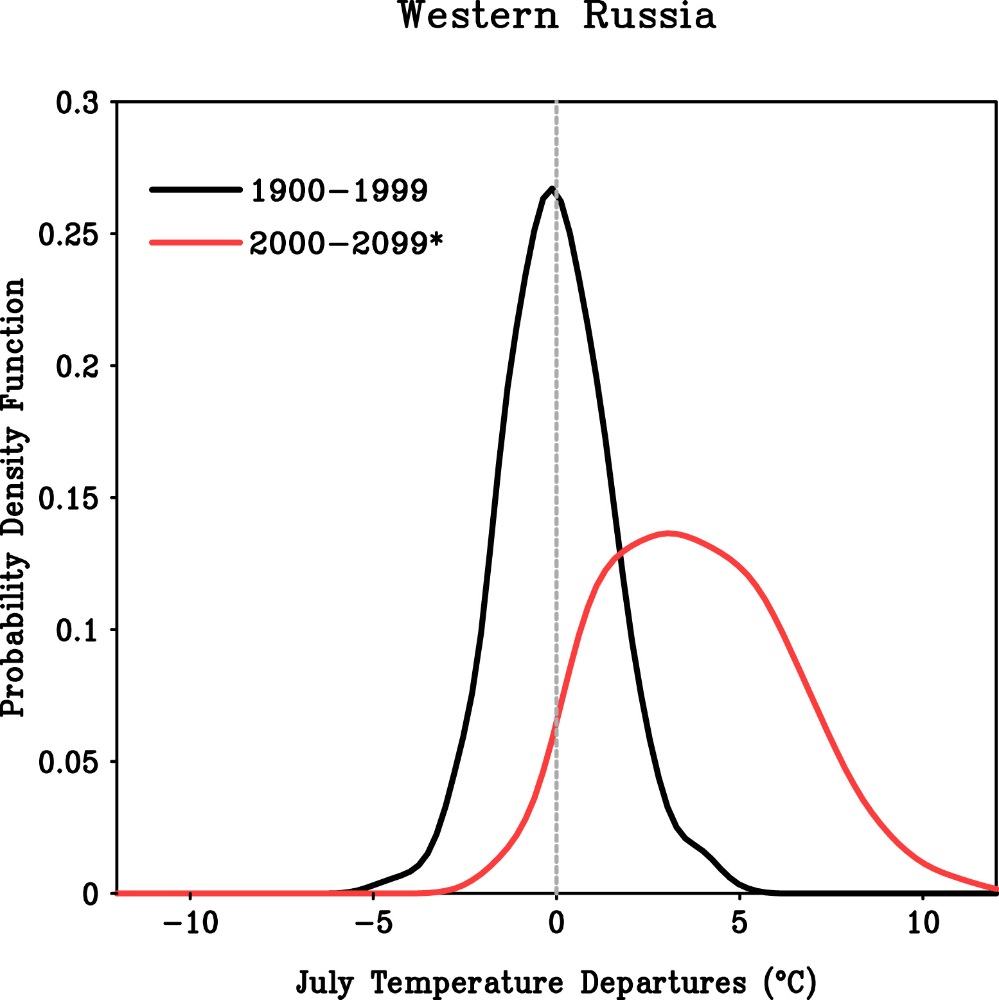 Western Russia
0.3
0.25
0.2
0.15
0.1
0.05
0
1900-1999
2000-2099*
Probability Density Function
-10 -5 0 5 10
July Temperature Departures (°C)